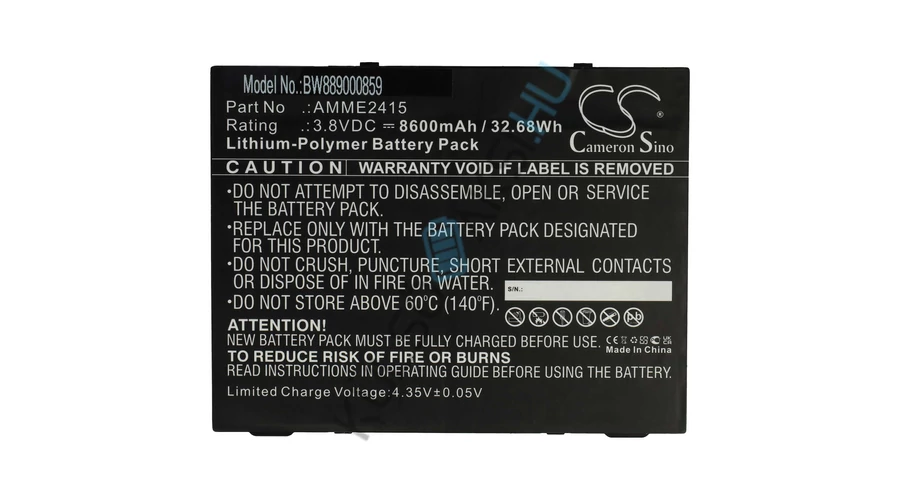 Model No.:BW889000859
Part No .:AMME2415
Rating .:3.8VDC ⎓ 8600mAh / 32.68Wh
Lithium-Polymer Battery Pack
CS
Cameron Sino
CAUTION WARRANTY VOID IF LABEL IS REMOVED
•DO NOT ATTEMPT TO DISASSEMBLE, OPEN OR SERVICE
THE BATTERY PACK.
•REPLACE ONLY WITH THE BATTERY PACK DESIGNATED
FOR THIS PRODUCT.
•DO NOT CRUSH, PUNCTURE, SHORT EXTERNAL CONTACTS
OR DISPOSE OF IN FIRE OR WATER.
S/N.:
•DO NOT STORE ABOVE 60°C (140°F).
Pb
ATTENTION!
NEW BATTERY PACK MUST BE FULLY CHARGED BEFORE USE.
Made In China
TO REDUCE RISK OF FIRE OR BURNS
READ INSTRUCTIONS IN OPERATING GUIDE BEFORE USING BATTERY PACK.
Limited Charge Voltage:4.35V±0.05V
.HU